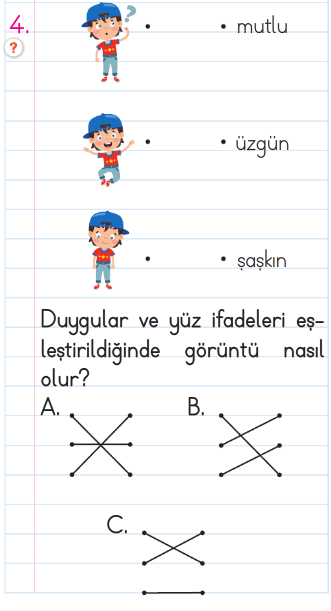 4.
?
?
mutlu
üzgün
şaşkın
Duygular ve yüz ifadeleri eş-
leştirildiğinde görüntü nasıl
olur?
A.
B.
C.